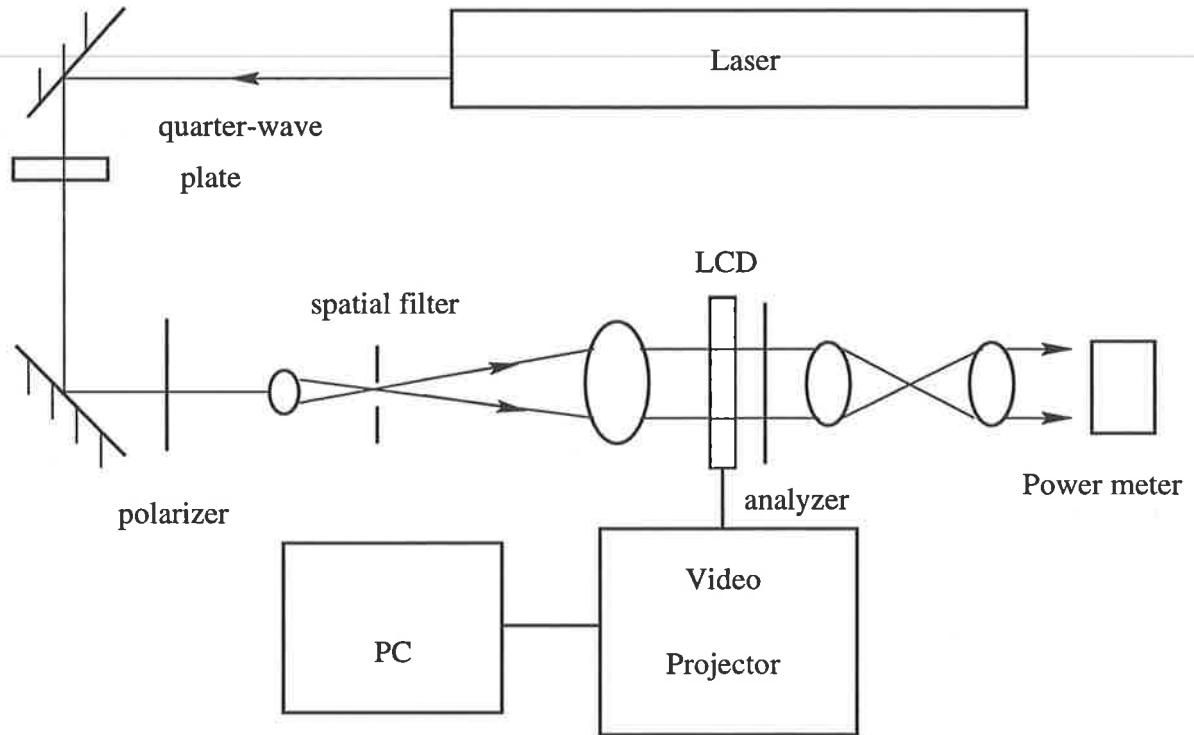 Laser
quarter-wave
plate
LCD
spatial filter
polarizer
analyzer
Power meter
PC
Video
Projector